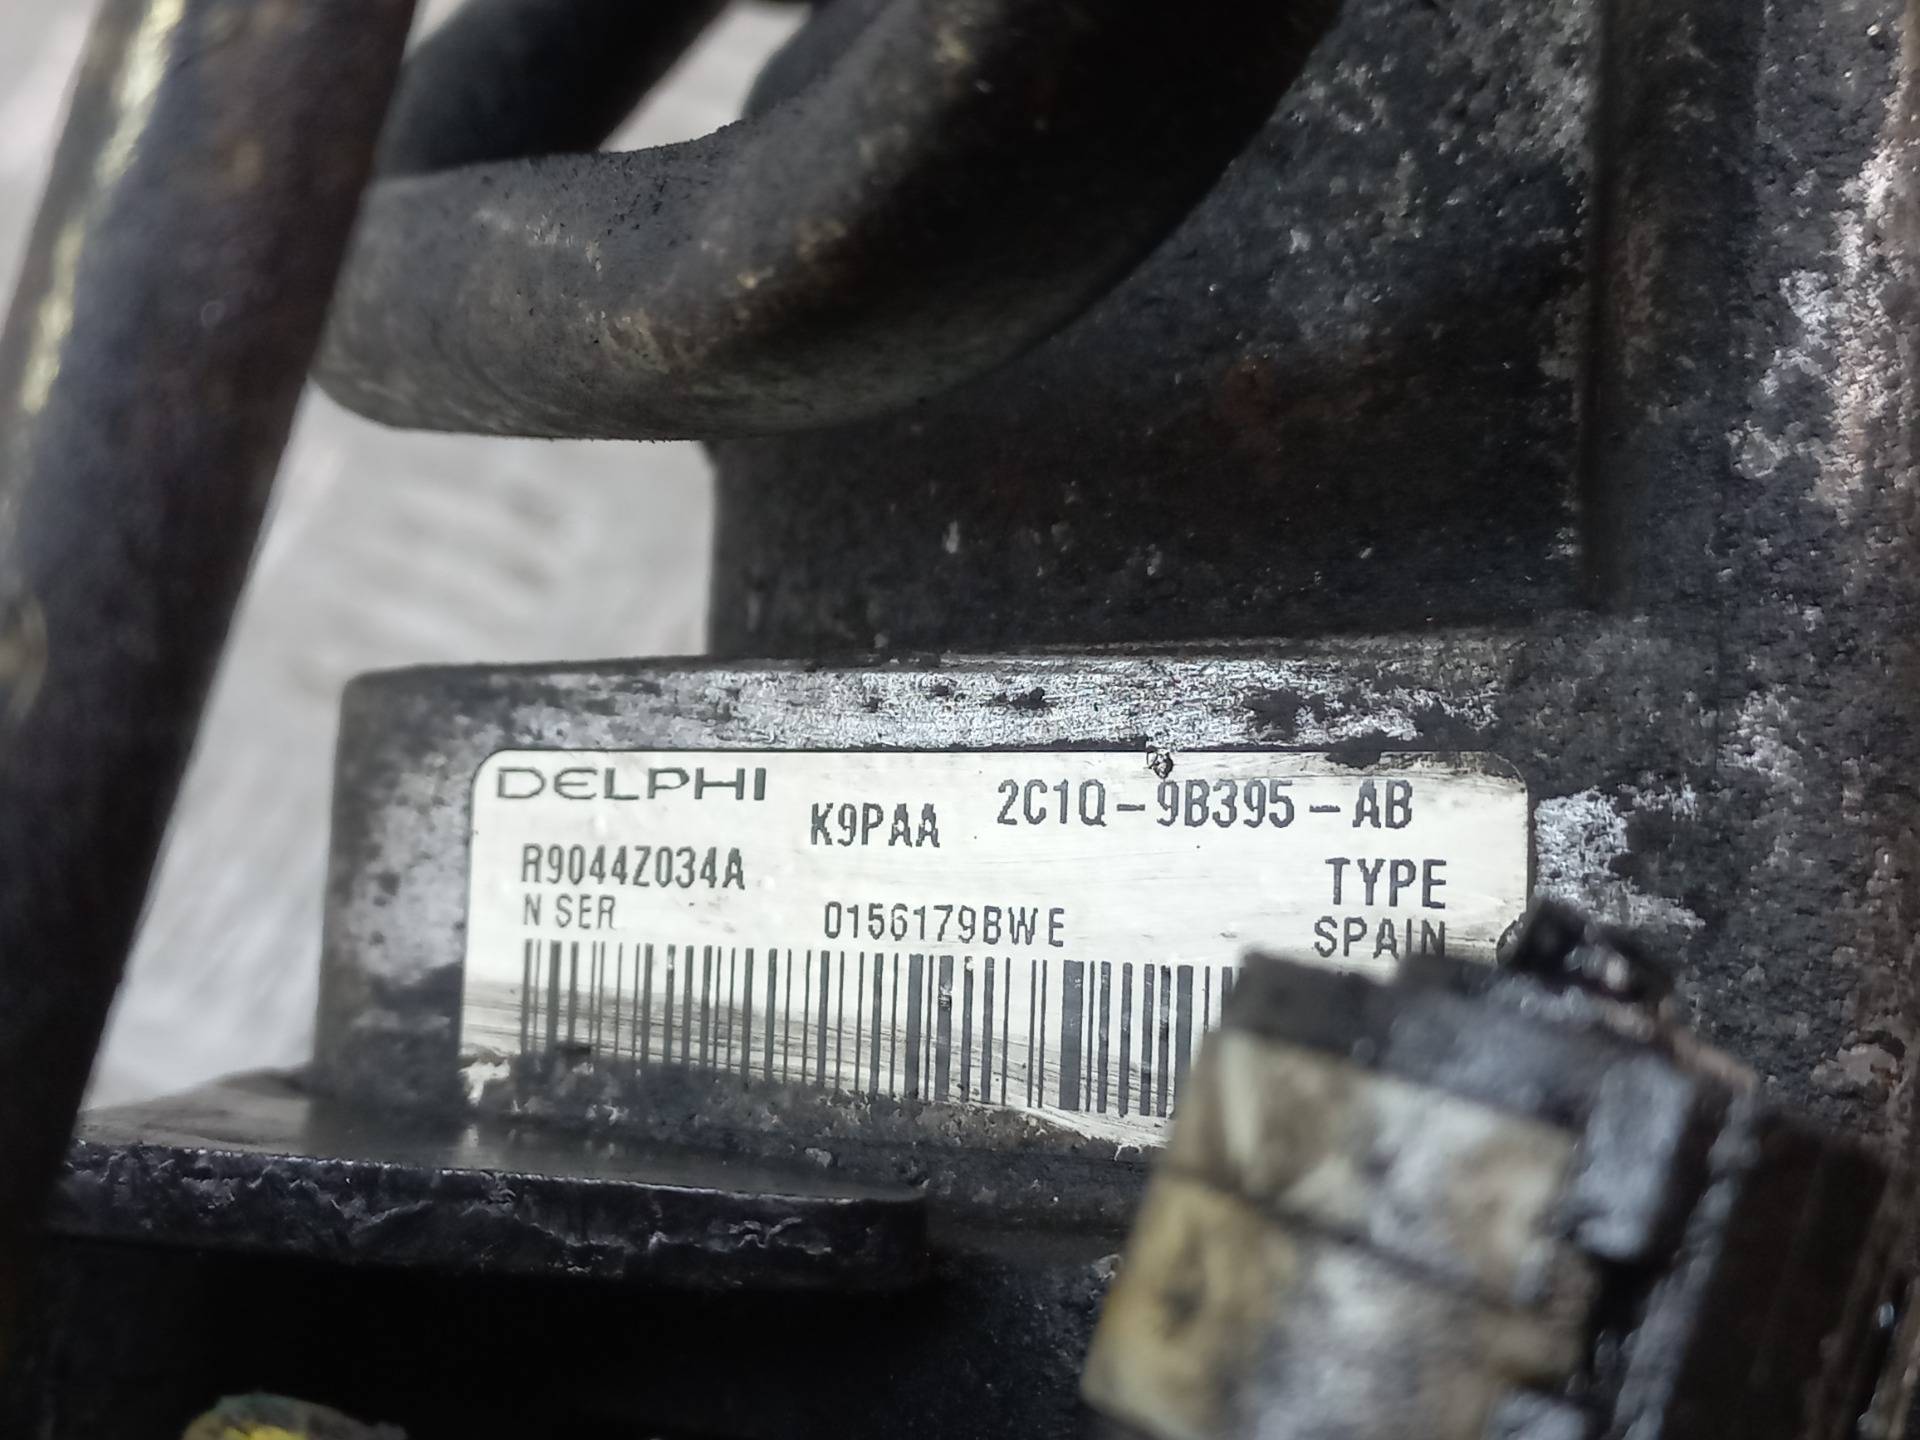 DELPHI K9PAA 2C1Q-9B395-AB
R9044Z034A TYPE
N SER 0156179BWE SPAIN